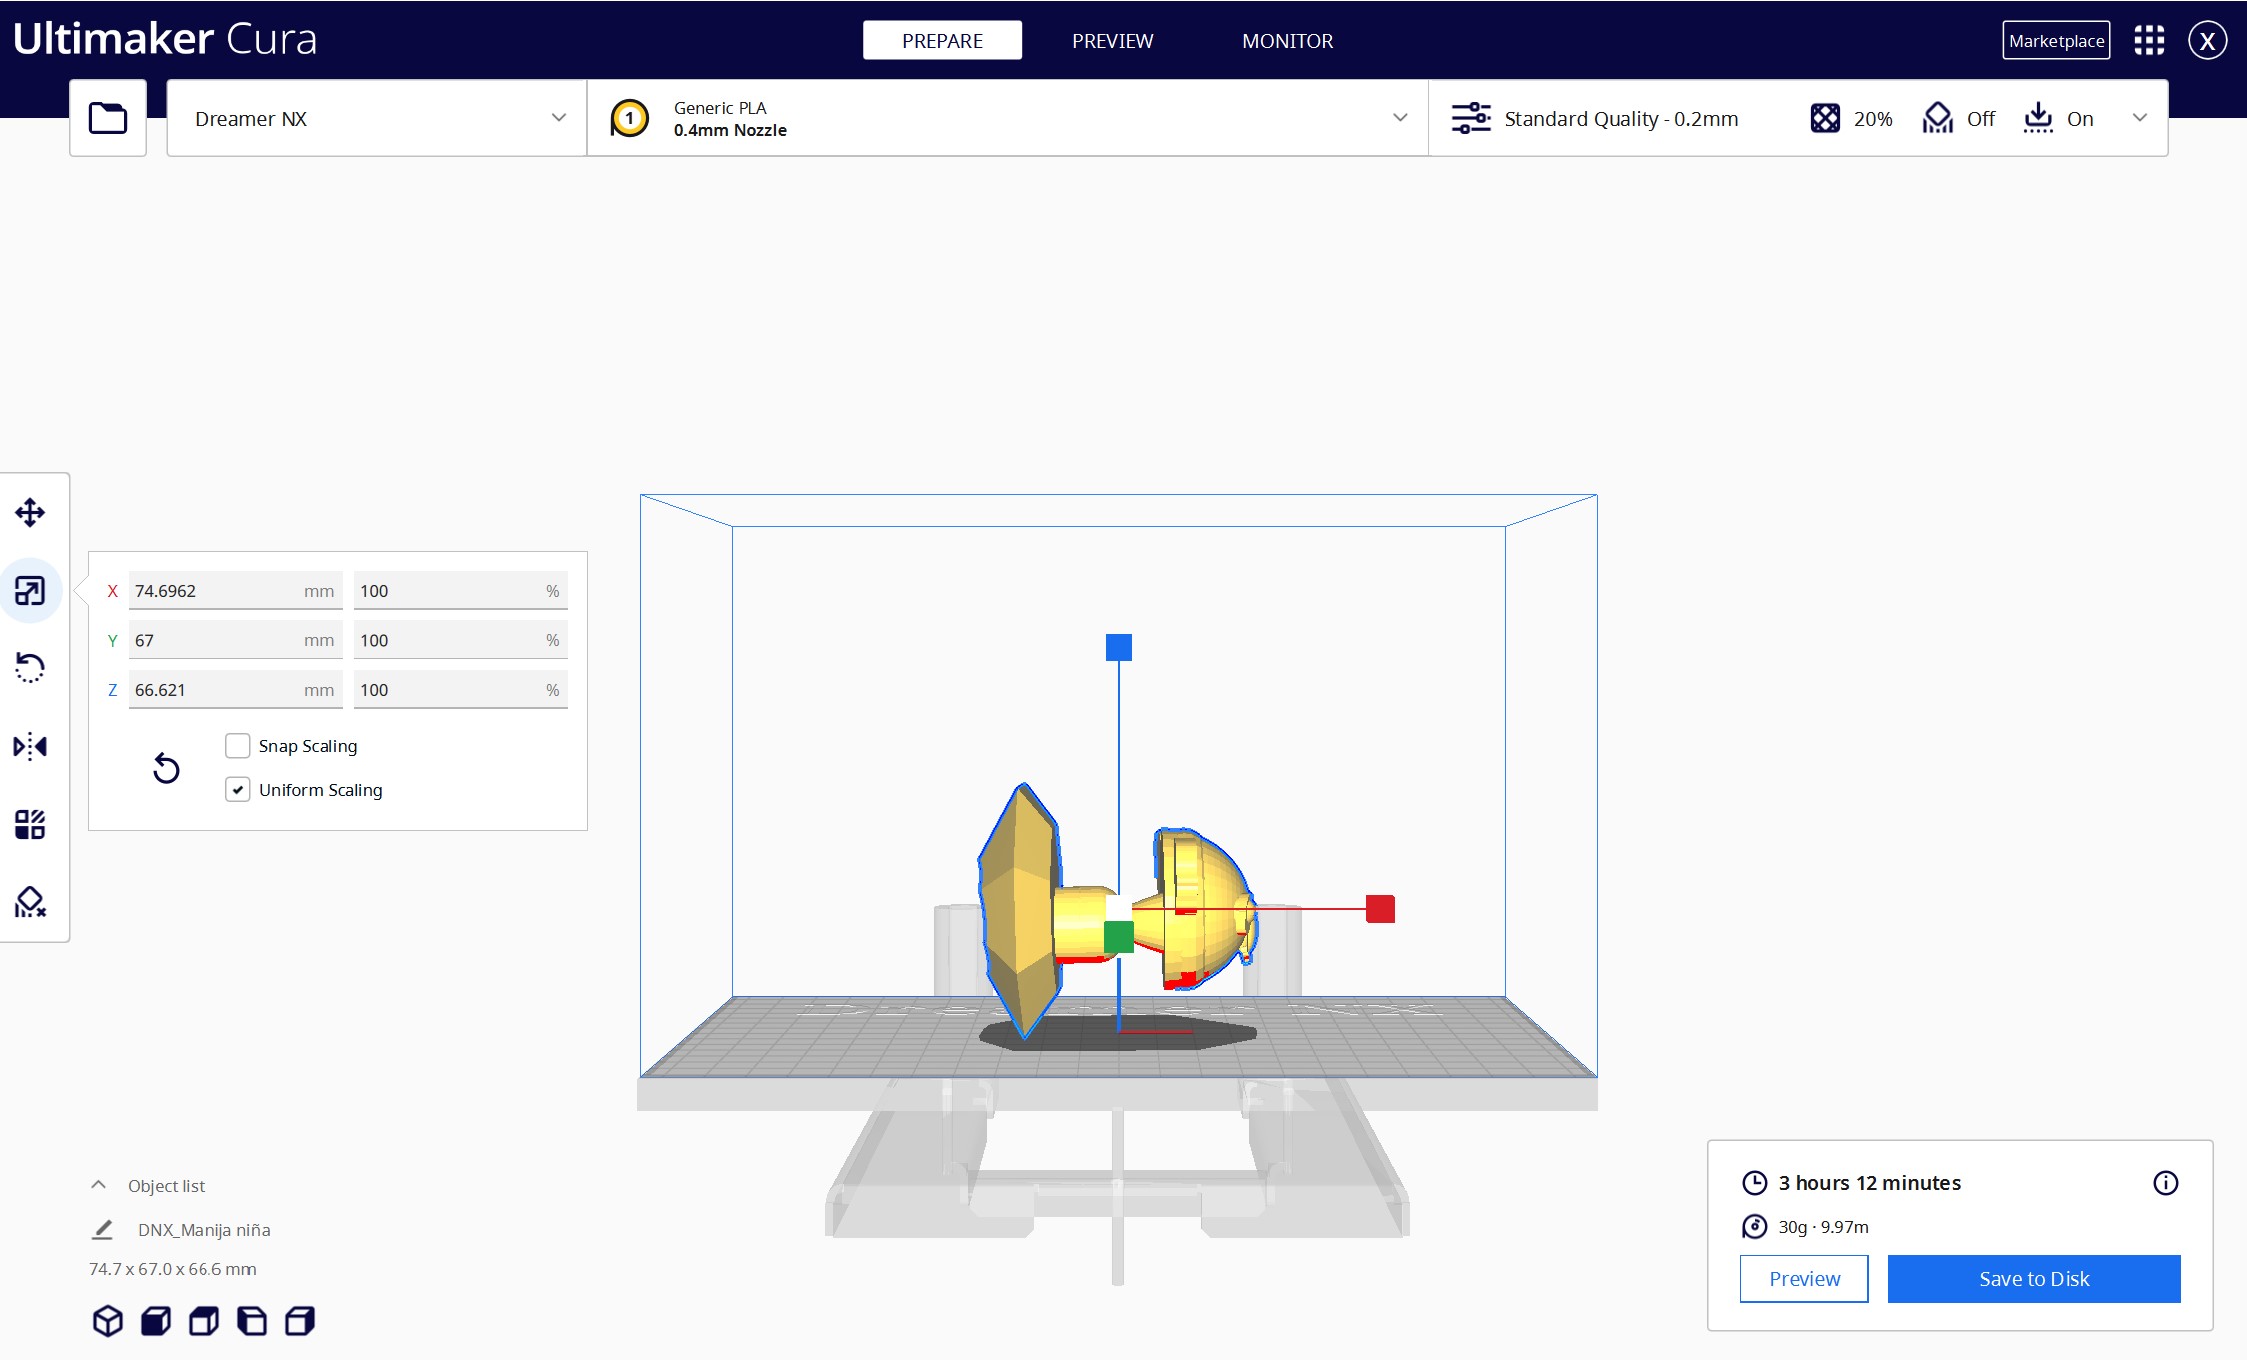 Ultimaker Cura
PREPARE
PREVIEW
MONITOR
Marketplace
X
Dreamer NX
1
Generic PLA
0.4mm Nozzle
Standard Quality - 0.2mm
20%
Off
On
X 74.6962 mm 100 %
Y 67 mm 100 %
Z 66.621 mm 100 %
Snap Scaling
Uniform Scaling
Object list
DNX_Manija niña
74.7 x 67.0 x 66.6 mm
3 hours 12 minutes
30g · 9.97m
Preview
Save to Disk